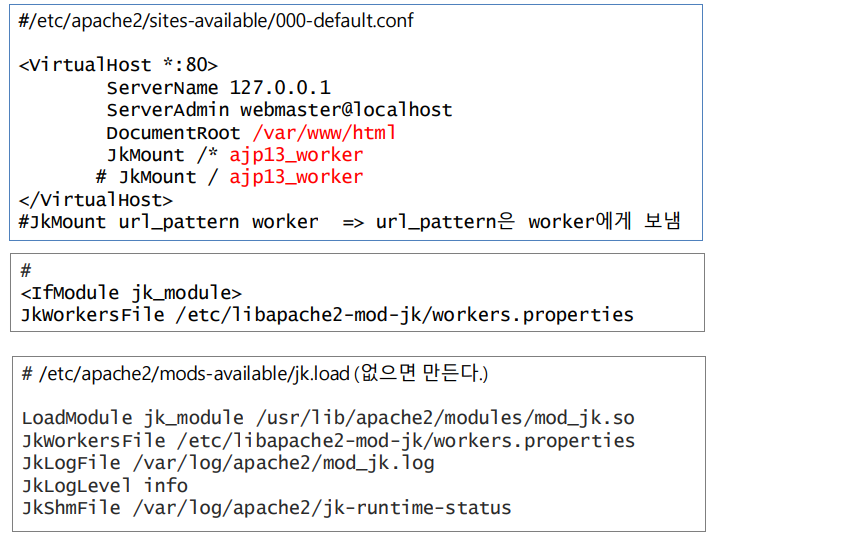 #/etc/apache2/sites-available/000-default.conf
<VirtualHost *:80>
ServerName 127.0.0.1
ServerAdmin webmaster@localhost
DocumentRoot /var/www/html
JkMount /* ajp13_worker
# JkMount / ajp13_worker
</VirtualHost>
#JkMount url_pattern worker => url_pattern은 worker에게 보냄
#
<IfModule jk_module>
JkWorkersFile /etc/libapache2-mod-jk/workers.properties
# /etc/apache2/mods-available/jk.load (없으면 만든다.)
LoadModule jk_module /usr/lib/apache2/modules/mod_jk.so
JkWorkersFile /etc/libapache2-mod-jk/workers.properties
JkLogFile /var/log/apache2/mod_jk.log
JkLogLevel info
JkShmFile /var/log/apache2/jk-runtime-status